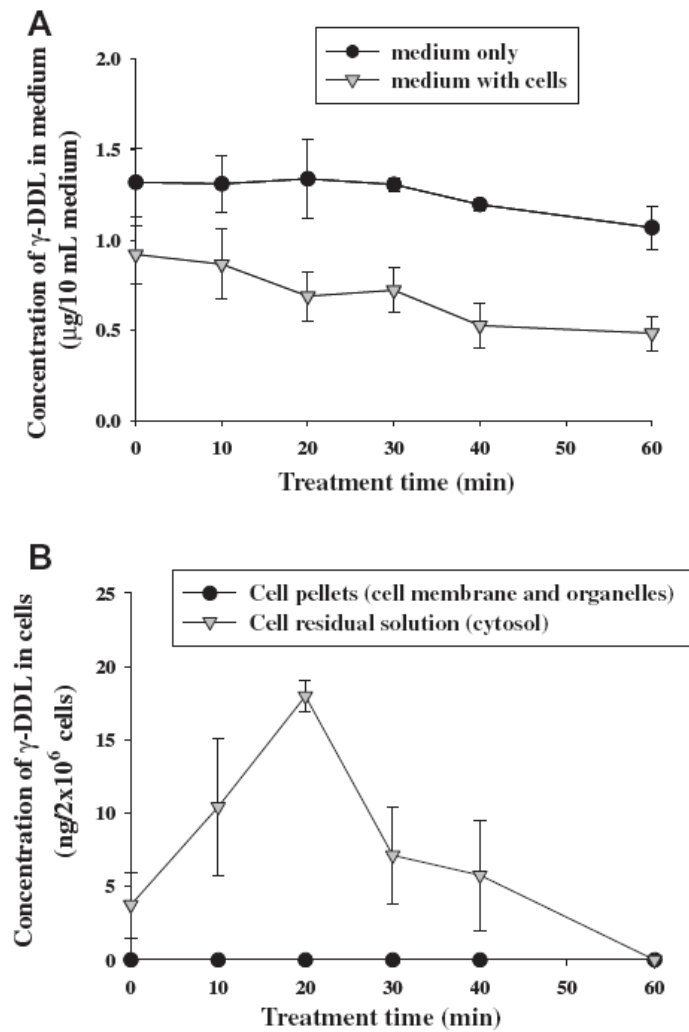 A
medium only
medium with cells
Concentration of γ-DDL in medium
(μg/10 mL medium)
2.0
1.5
1.0
0.5
0.0
0 10 20 30 40 50 60
Treatment time (min)
B
Cell pellets (cell membrane and organelles)
Cell residual solution (cytosol)
Concentration of γ-DDL in cells
(ng/2x10⁶ cells)
25
20
15
10
5
0
0 10 20 30 40 50 60
Treatment time (min)